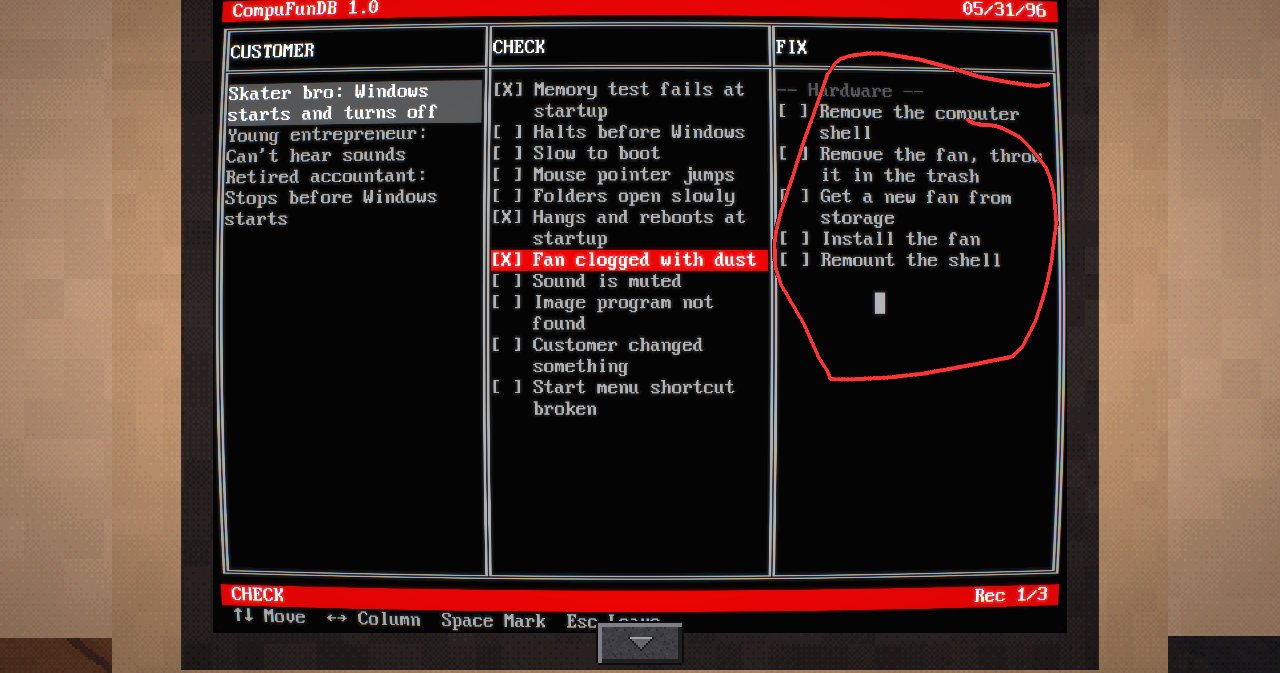 CompuFunDB 1.0
05/31/96
CUSTOMER
CHECK
FIX
Skater bro: Windows
starts and turns off
Young entrepreneur:
Can't hear sounds
Retired accountant:
Stops before Windows
starts
[X] Memory test fails at
startup
[ ] Halts before Windows
[ ] Slow to boot
[ ] Mouse pointer jumps
[ ] Folders open slowly
[X] Hangs and reboots at
startup
[X] Fan clogged with dust
[ ] Sound is muted
[ ] Image program not
found
[ ] Customer changed
something
[ ] Start menu shortcut
broken
-- Hardware --
[ ] Remove the computer
shell
[ ] Remove the fan, throw
it in the trash
[ ] Get a new fan from
storage
[ ] Install the fan
[ ] Remount the shell
CHECK
Rec 1/3
↑↓ Move ↔ Column Space Mark Esc Leave